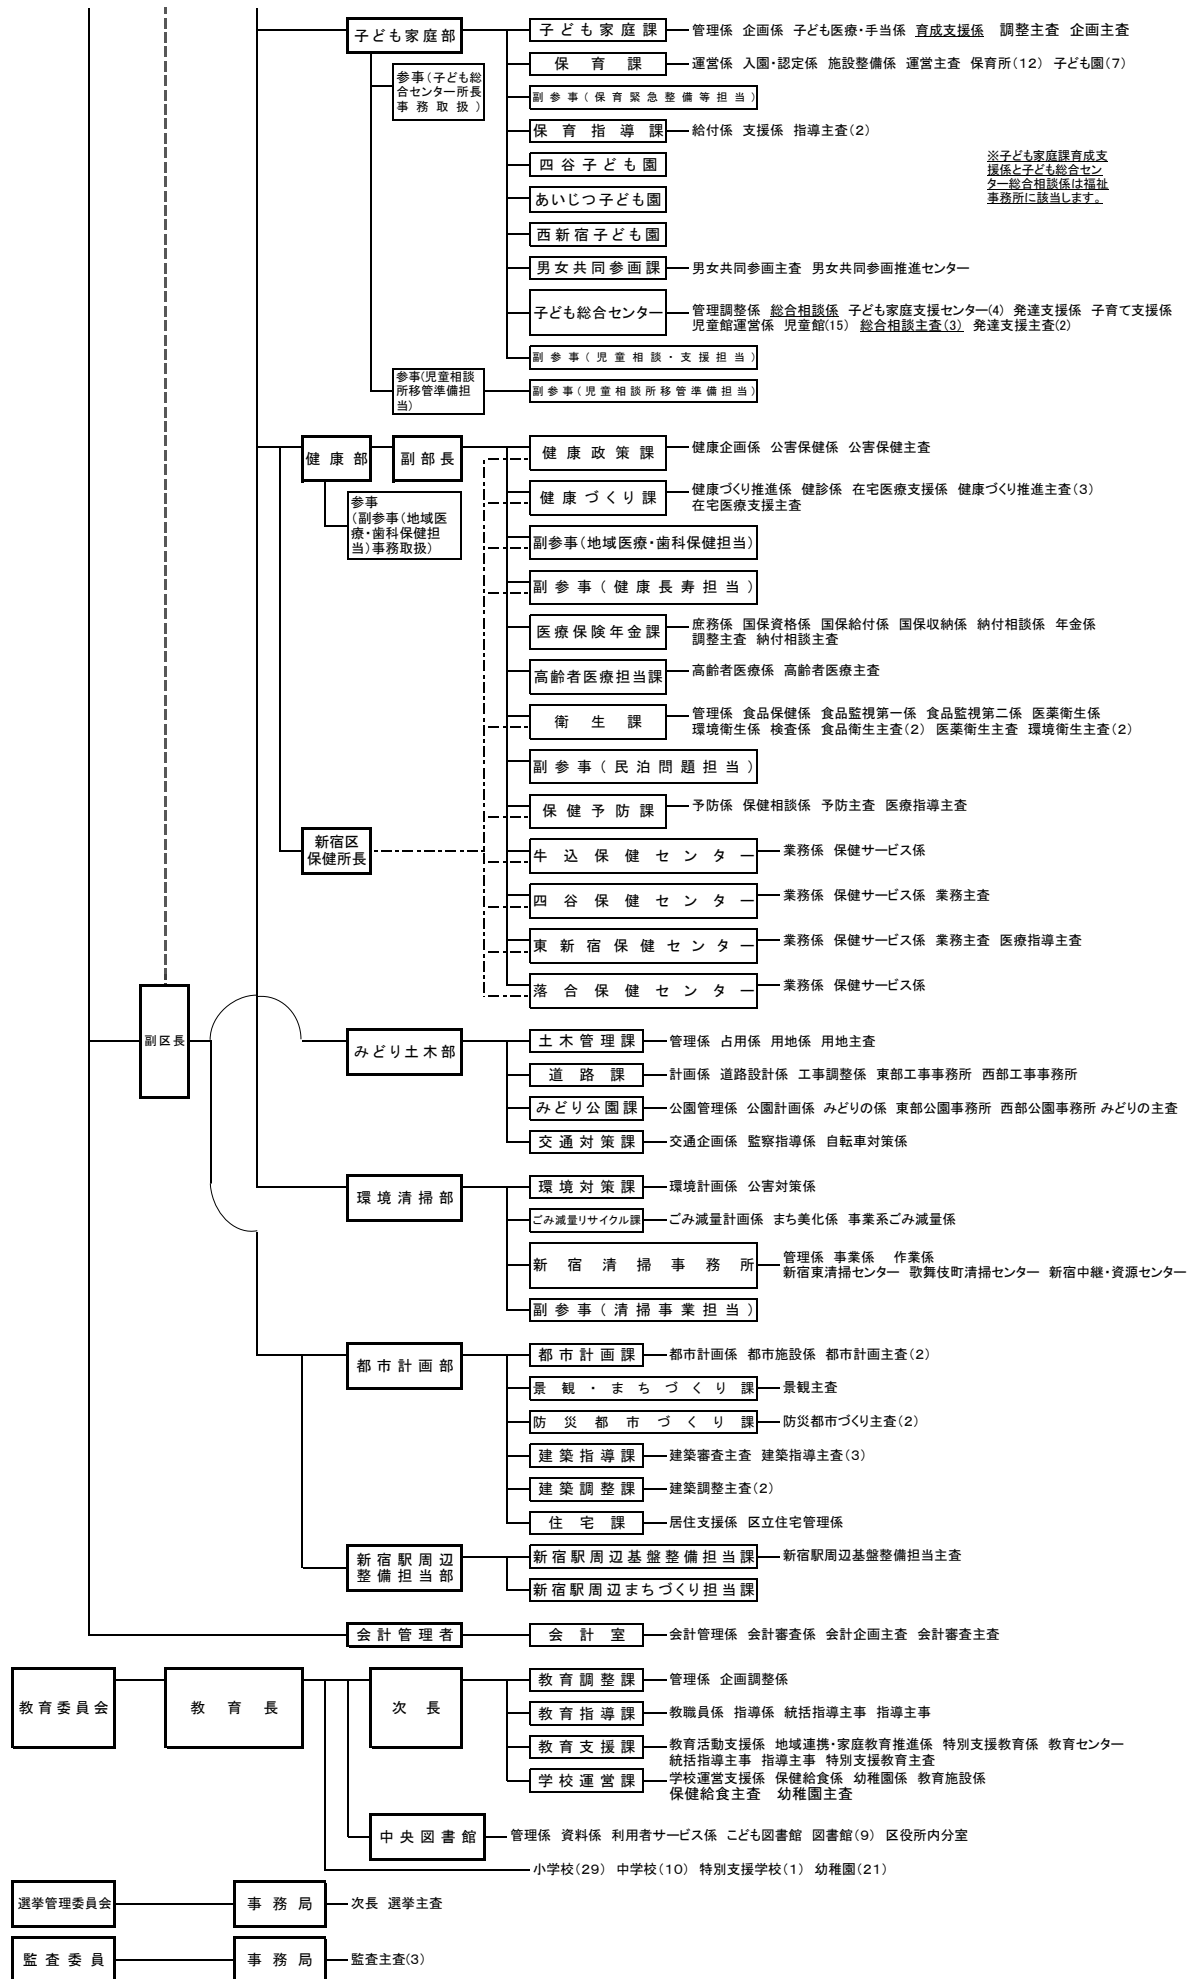 子ども家庭部
子ども家庭課 管理係 企画係 子ども医療・手当係 育成支援係 調整主査 企画主査
保育課 運営係 入園・認定係 施設整備係 運営主査 保育所(12) 子ども園(7)
参事(子ども総
合センター所長
事務取扱)
副参事(保育緊急整備等担当)
保育指導課 給付係 支援係 指導主査(2)
四谷子ども園
※子ども家庭課育成支
援係と子ども総合セン
ター総合相談係は福祉
事務所に該当します。
あいじつ子ども園
西新宿子ども園
男女共同参画課 男女共同参画主査 男女共同参画推進センター
子ども総合センター 管理調整係 総合相談係 子ども家庭支援センター(4) 発達支援係 子育て支援係
児童館運営係 児童館(15) 総合相談主査(3) 発達支援主査(2)
副参事(児童相談・支援担当)
参事(児童相談
所移管準備担
当)
副参事(児童相談所移管準備担当)
健康部 副部長
健康政策課 健康企画係 公害保健係 公害保健主査
参事
(副参事(地域医
療・歯科保健担
当)事務取扱)
健康づくり課 健康づくり推進係 健診係 在宅医療支援係 健康づくり推進主査(3)
在宅医療支援主査
副参事(地域医療・歯科保健担当)
副参事(健康長寿担当)
医療保険年金課 庶務係 国保資格係 国保給付係 国保収納係 納付相談係 年金係
調整主査 納付相談主査
高齢者医療担当課 高齢者医療係 高齢者医療主査
衛生課 管理係 食品保健係 食品監視第一係 食品監視第二係 医薬衛生係
環境衛生係 検査係 食品衛生主査(2) 医薬衛生主査 環境衛生主査(2)
副参事(民泊問題担当)
保健予防課 予防係 保健相談係 予防主査 医療指導主査
新宿区
保健所長
牛込保健センター 業務係 保健サービス係
四谷保健センター 業務係 保健サービス係 業務主査
東新宿保健センター 業務係 保健サービス係 業務主査 医療指導主査
落合保健センター 業務係 保健サービス係
副区長
みどり土木部
土木管理課 管理係 占用係 用地係 用地主査
道路課 計画係 道路設計係 工事調整係 東部工事事務所 西部工事事務所
みどり公園課 公園管理係 公園計画係 みどりの係 東部公園事務所 西部公園事務所 みどりの主査
交通対策課 交通企画係 監察指導係 自転車対策係
環境清掃部
環境対策課 環境計画係 公害対策係
ごみ減量リサイクル課 ごみ減量計画係 まち美化係 事業系ごみ減量係
新宿清掃事務所 管理係 事業係 作業係
新宿東清掃センター 歌舞伎町清掃センター 新宿中継・資源センター
副参事(清掃事業担当)
都市計画部
都市計画課 都市計画係 都市施設係 都市計画主査(2)
景観・まちづくり課 景観主査
防災都市づくり課 防災都市づくり主査(2)
建築指導課 建築審査主査 建築指導主査(3)
建築調整課 建築調整主査(2)
住宅課 居住支援係 区立住宅管理係
新宿駅周辺
整備担当部
新宿駅周辺基盤整備担当課 新宿駅周辺基盤整備担当主査
新宿駅周辺まちづくり担当課
会計管理者 会計室 会計管理係 会計審査係 会計企画主査 会計審査主査
教育委員会 教育長 次長
教育調整課 管理係 企画調整係
教育指導課 教職員係 指導係 統括指導主事 指導主事
教育支援課 教育活動支援係 地域連携・家庭教育推進係 特別支援教育係 教育センター
統括指導主事 指導主事 特別支援教育主査
学校運営課 学校運営支援係 保健給食係 幼稚園係 教育施設係
保健給食主査 幼稚園主査
中央図書館 管理係 資料係 利用者サービス係 こども図書館 図書館(9) 区役所内分室
小学校(29) 中学校(10) 特別支援学校(1) 幼稚園(21)
選挙管理委員会 事務局 次長 選挙主査
監査委員 事務局 監査主査(3)